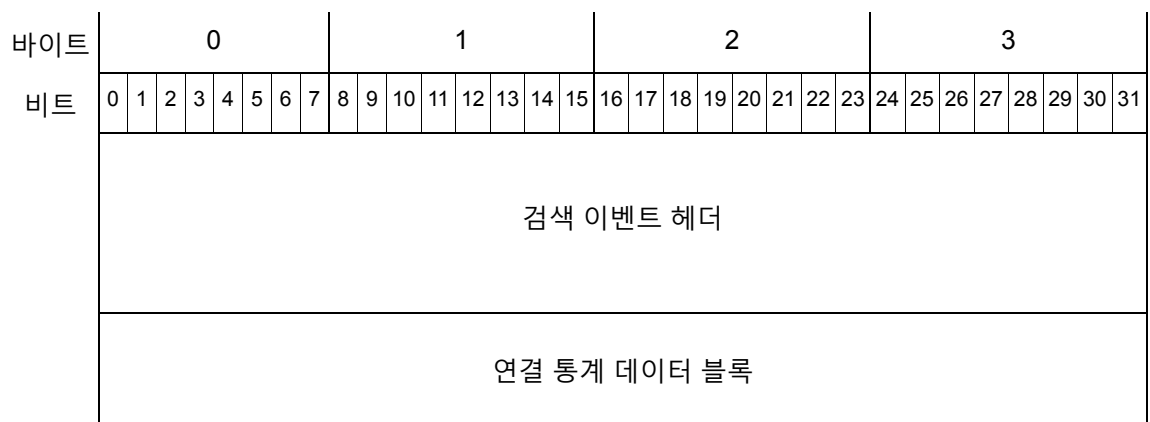 바이트 0 1 2 3
비트 0 1 2 3 4 5 6 7 8 9 10 11 12 13 14 15 16 17 18 19 20 21 22 23 24 25 26 27 28 29 30 31
검색 이벤트 헤더
연결 통계 데이터 블록